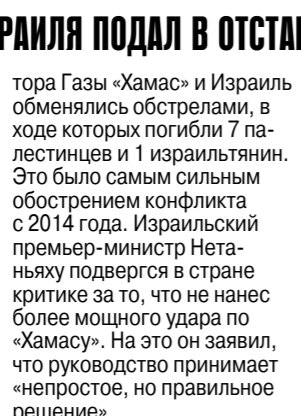 РАИЛЯ ПОДАЛ В ОТСТА
тора Газы «Хамас» и Израиль
обменялись обстрелами, в
ходе которых погибли 7 па-
лестинцев и 1 израильтянин.
Это было самым сильным
обострением конфликта
с 2014 года. Израильский
премьер-министр Нета-
ньяху подвергся в стране
критике за то, что не нанес
более мощного удара по
«Хамасу». На это он заявил,
что руководство принимает
«непростое, но правильное
решение»